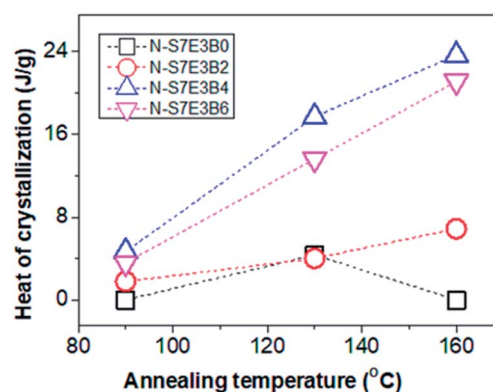 Heat of crystallization (J/g)
24
16
8
0
N-S7E3B0
N-S7E3B2
N-S7E3B4
N-S7E3B6
80 100 120 140 160
Annealing temperature (°C)